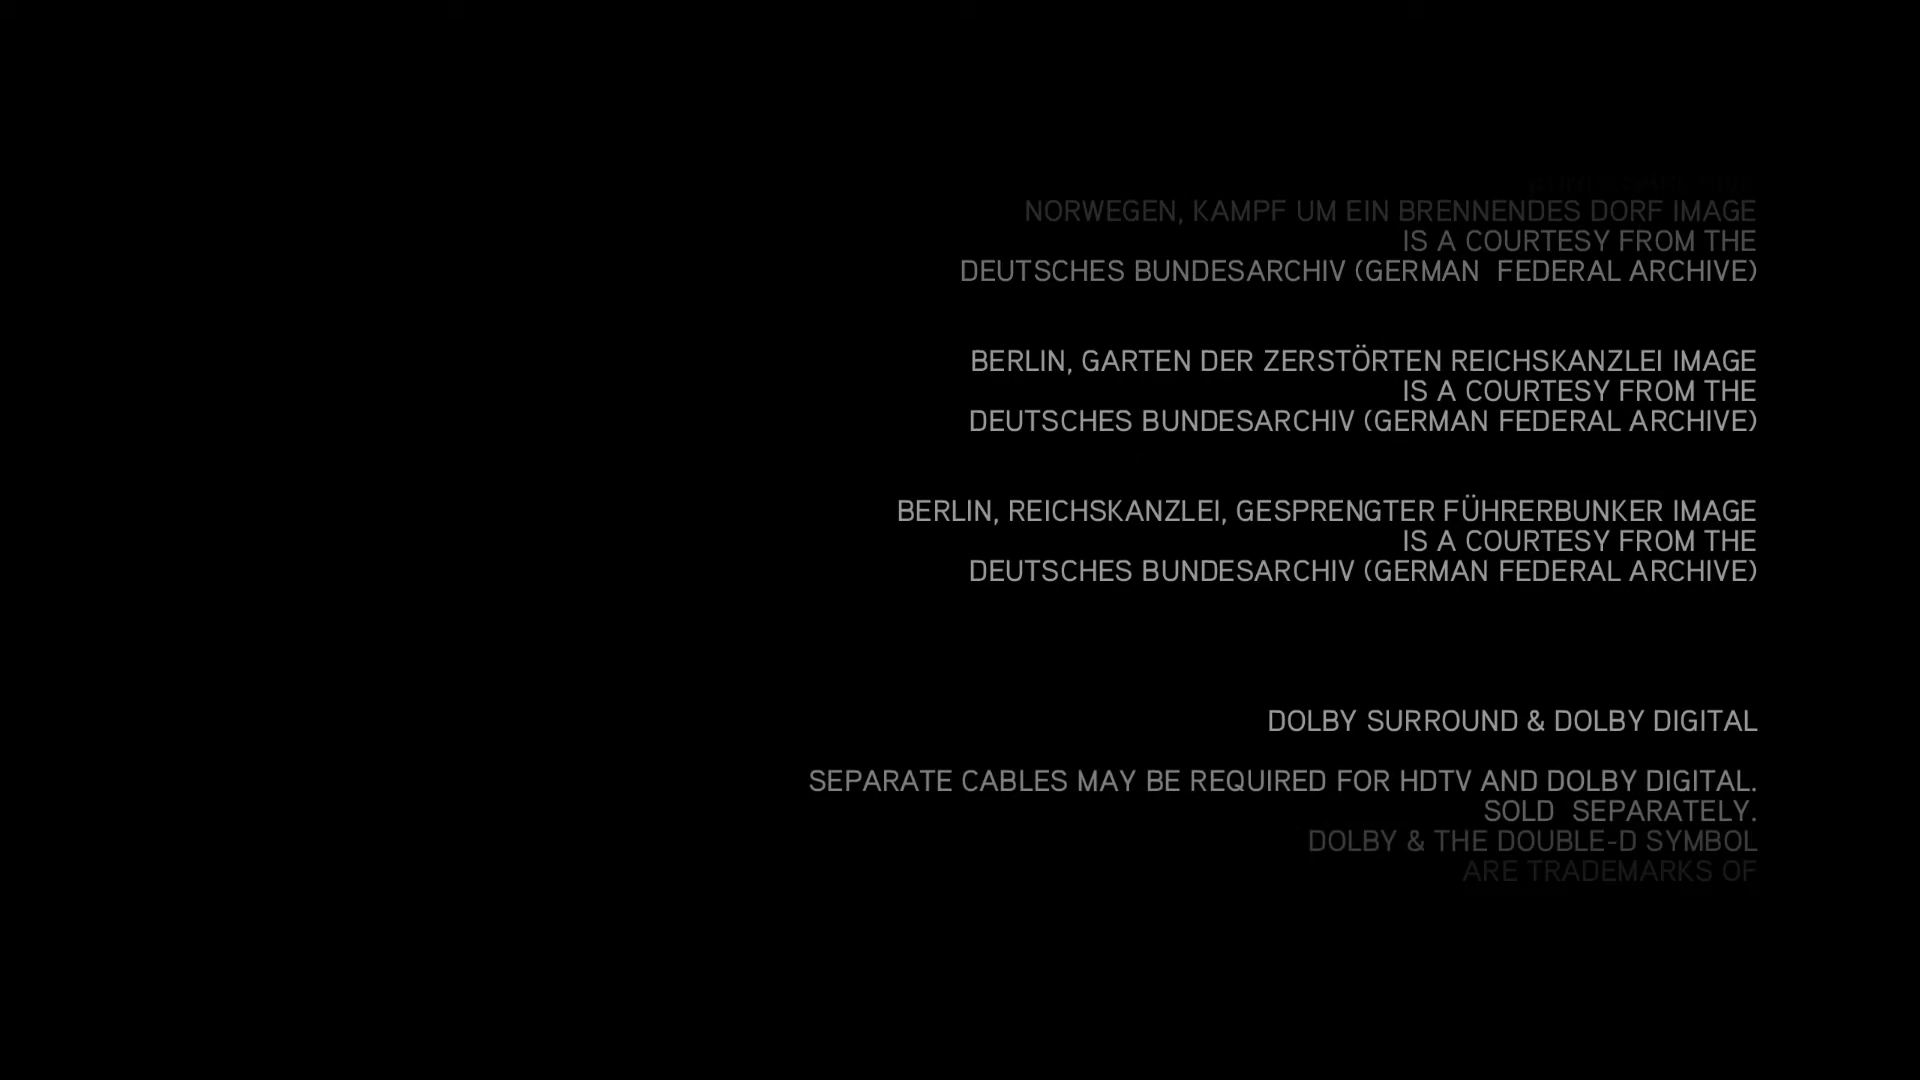 NORWEGEN, KAMPF UM EIN BRENNENDES DORF IMAGE
IS A COURTESY FROM THE
DEUTSCHES BUNDESARCHIV (GERMAN  FEDERAL ARCHIVE)
BERLIN, GARTEN DER ZERSTÖRTEN REICHSKANZLEI IMAGE
IS A COURTESY FROM THE
DEUTSCHES BUNDESARCHIV (GERMAN FEDERAL ARCHIVE)
BERLIN, REICHSKANZLEI, GESPRENGTER FÜHRERBUNKER IMAGE
IS A COURTESY FROM THE
DEUTSCHES BUNDESARCHIV (GERMAN FEDERAL ARCHIVE)
DOLBY SURROUND & DOLBY DIGITAL
SEPARATE CABLES MAY BE REQUIRED FOR HDTV AND DOLBY DIGITAL.
SOLD  SEPARATELY.
DOLBY & THE DOUBLE-D SYMBOL
ARE TRADEMARKS OF